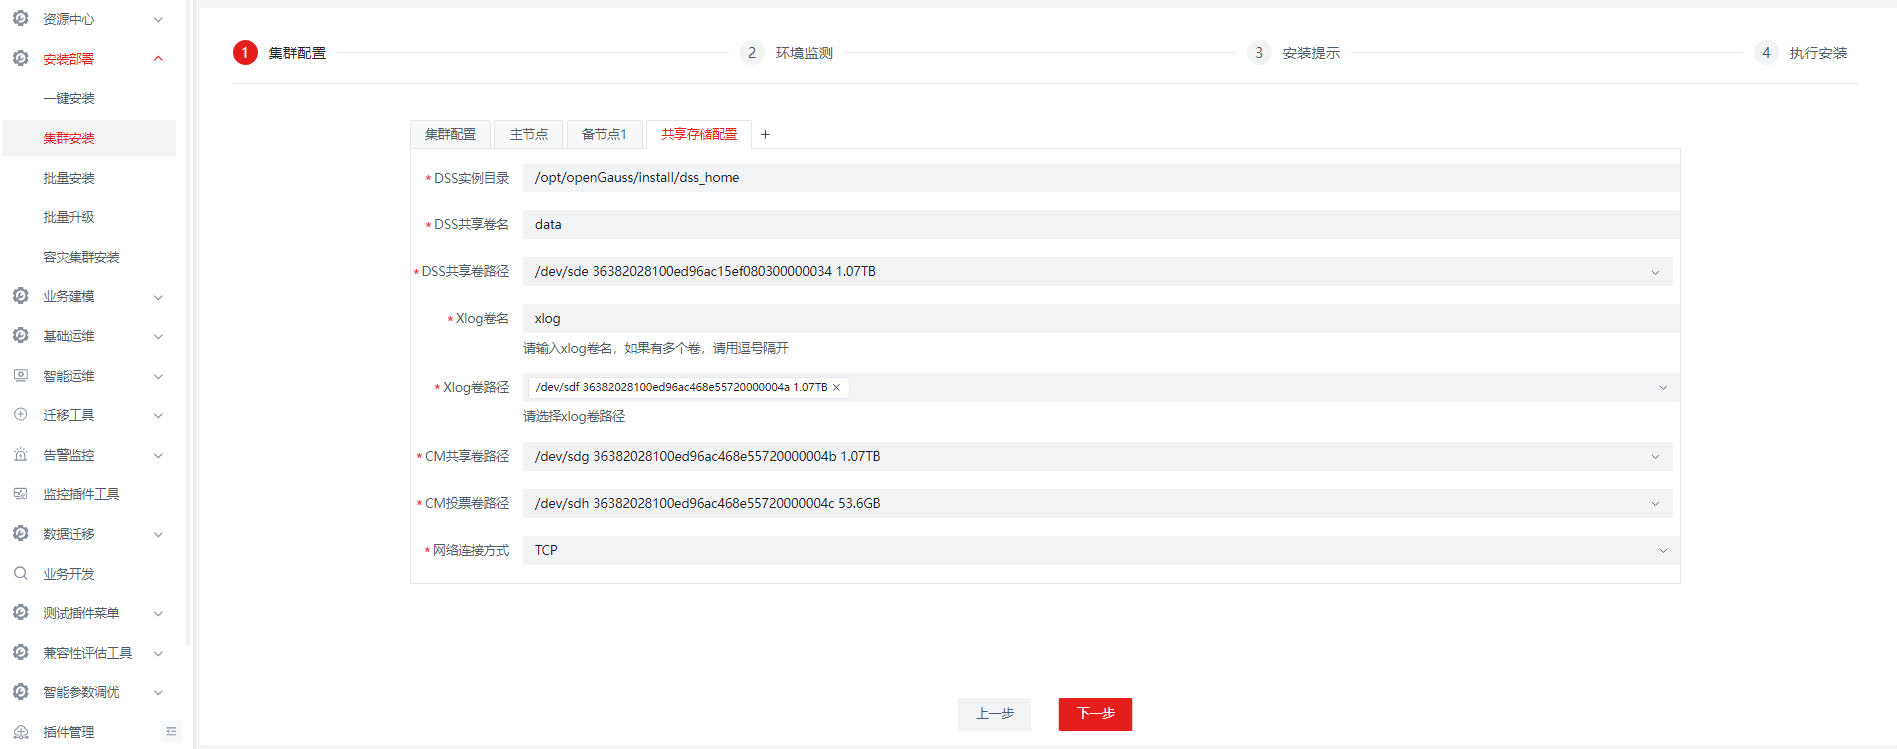 资源中心
安装部署
一键安装
集群安装
批量安装
批量升级
容灾集群安装
业务建模
基础运维
智能运维
迁移工具
告警监控
监控插件工具
数据迁移
业务开发
测试插件菜单
兼容性评估工具
智能参数调优
插件管理
1 集群配置 2 环境监测 3 安装提示 4 执行安装
集群配置 主节点 备节点1 共享存储配置 +
* DSS实例目录 /opt/openGauss/install/dss_home
* DSS共享卷名 data
* DSS共享卷路径 /dev/sde 36382028100ed96ac15ef080300000034 1.07TB
* Xlog卷名 xlog
请输入xlog卷名，如果有多个卷，请用逗号隔开
* Xlog卷路径 /dev/sdf 36382028100ed96ac468e55720000004a 1.07TB ×
请选择xlog卷路径
* CM共享卷路径 /dev/sdg 36382028100ed96ac468e55720000004b 1.07TB
* CM投票卷路径 /dev/sdh 36382028100ed96ac468e55720000004c 53.6GB
* 网络连接方式 TCP
上一步 下一步